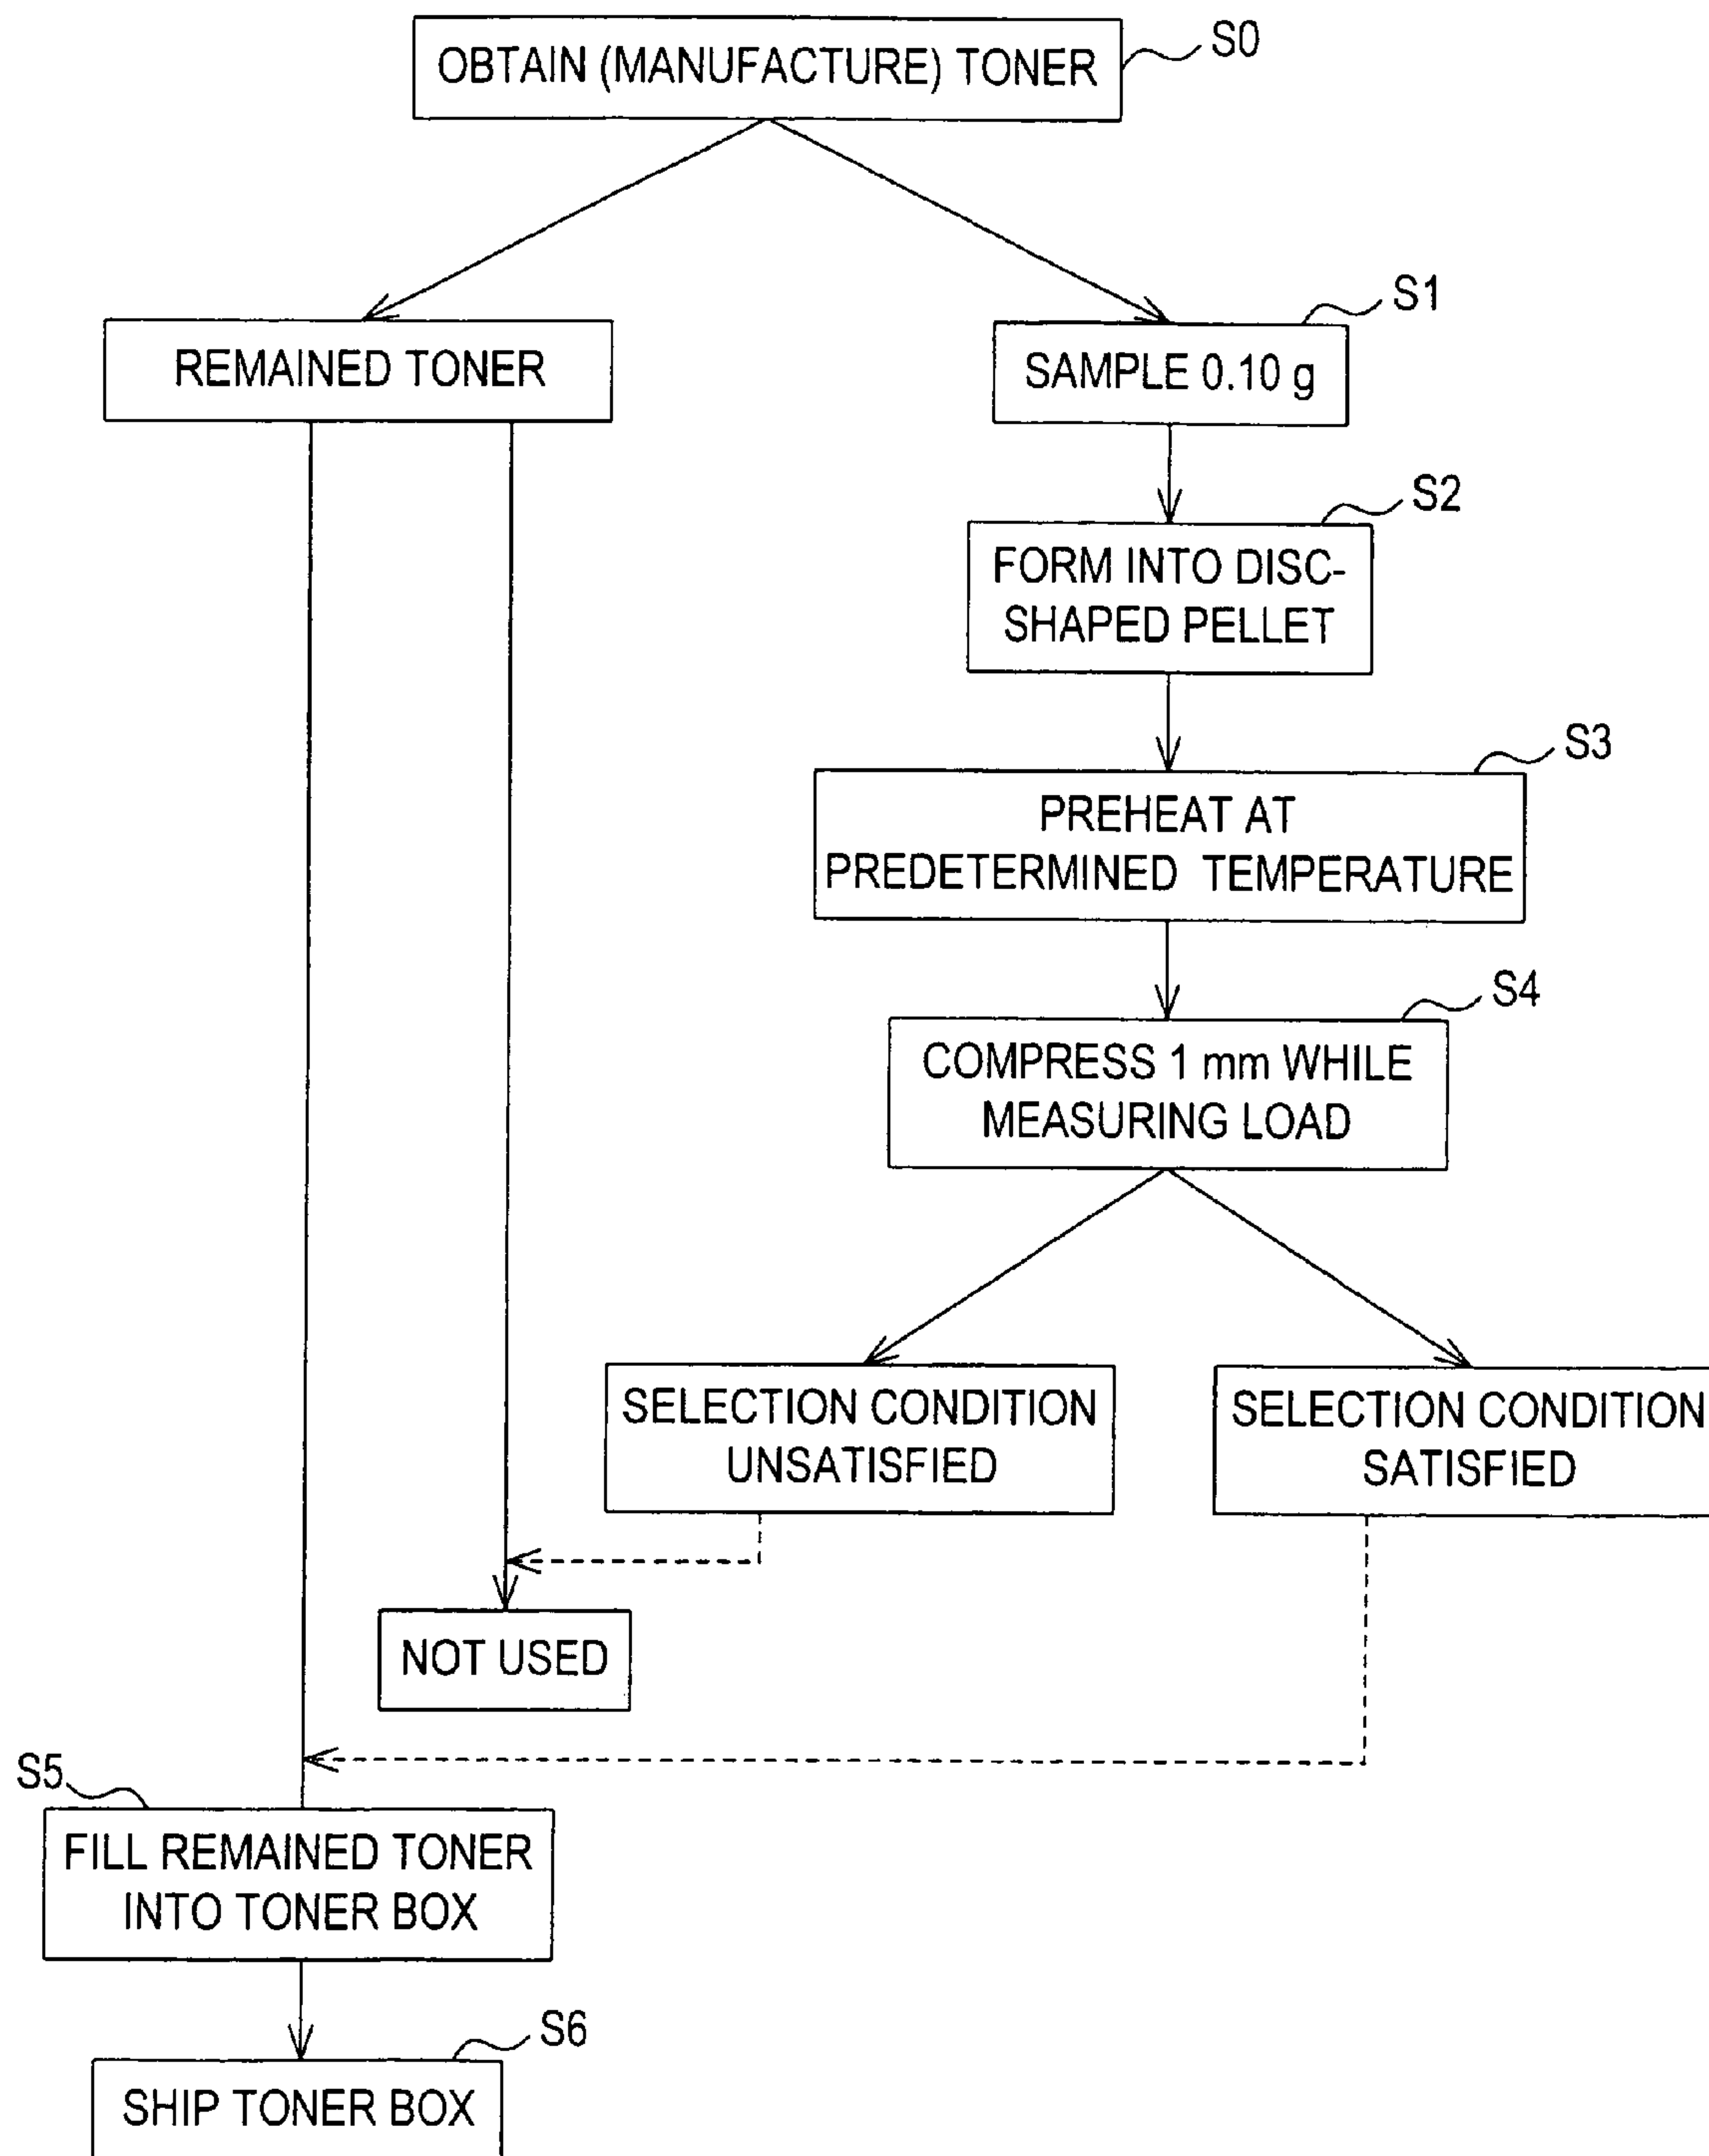 OBTAIN (MANUFACTURE) TONER
S0
REMAINED TONER
S1
SAMPLE 0.10 g
S2
FORM INTO DISC-
SHAPED PELLET
S3
PREHEAT AT
PREDETERMINED TEMPERATURE
S4
COMPRESS 1 mm WHILE
MEASURING LOAD
SELECTION CONDITION
UNSATISFIED
SELECTION CONDITION
SATISFIED
NOT USED
S5
FILL REMAINED TONER
INTO TONER BOX
S6
SHIP TONER BOX